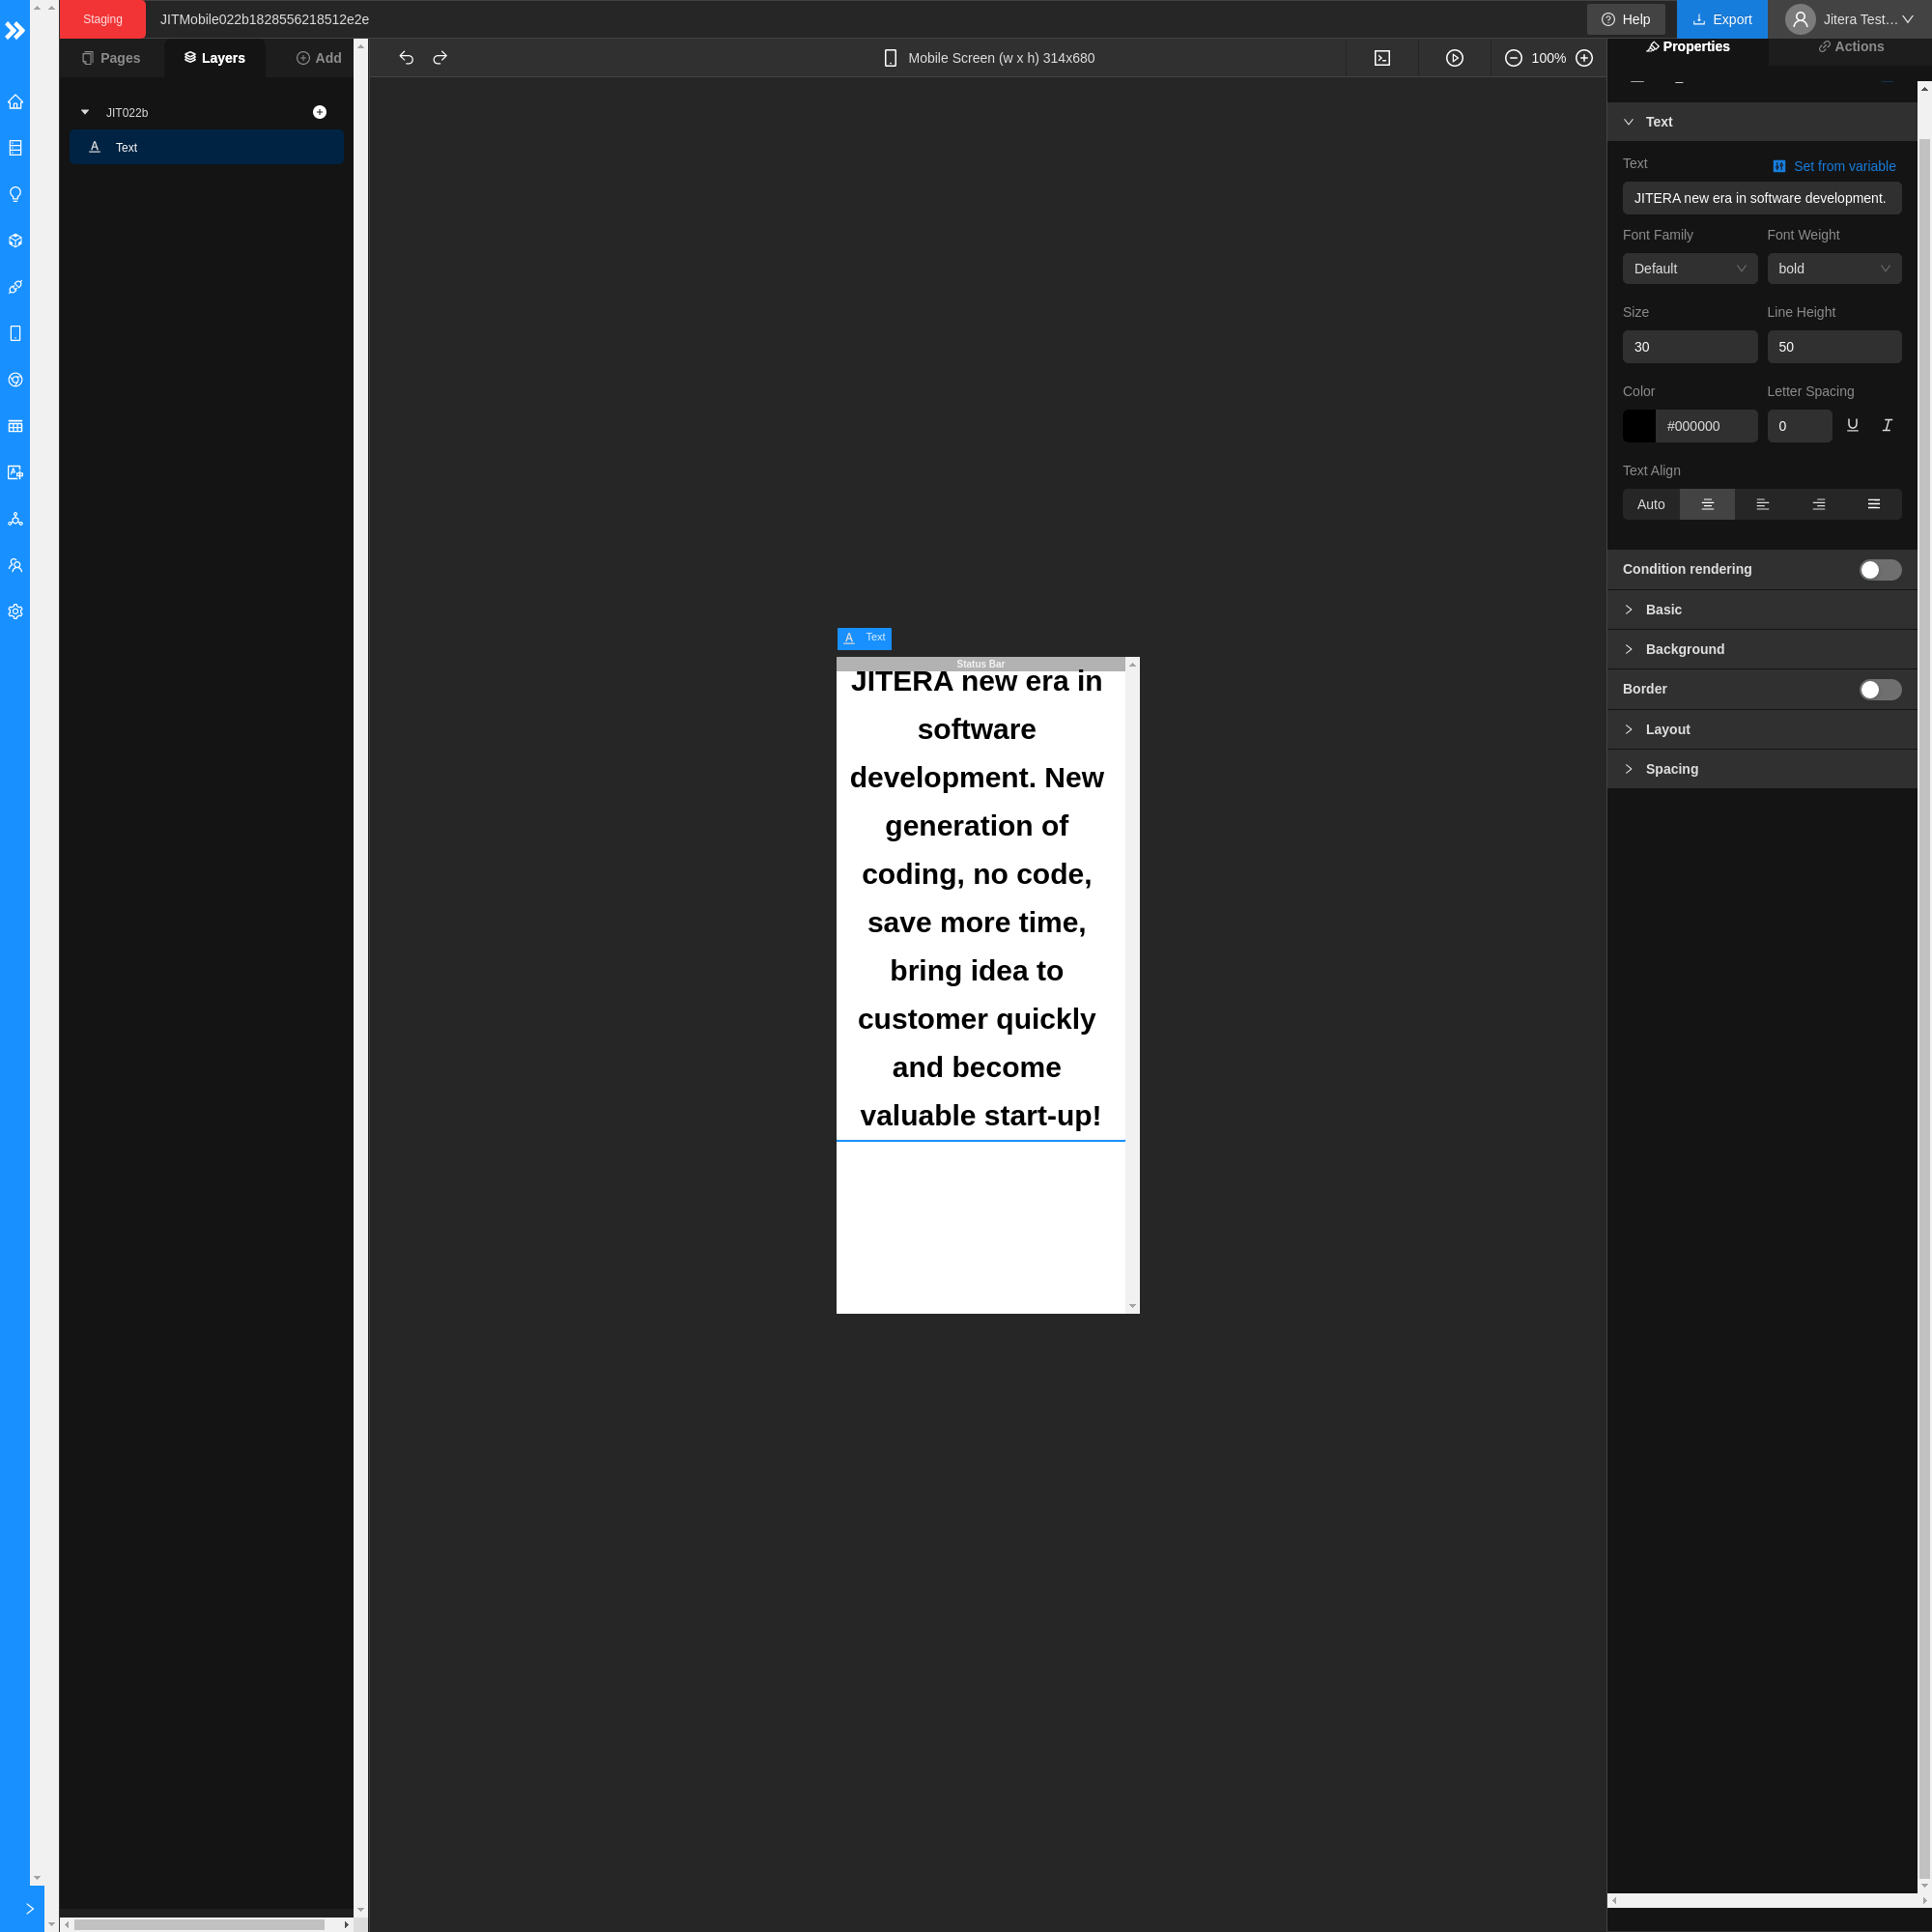 Staging
JITMobile022b1828556218512e2e
Help
Export
Jitera Test...
Pages
Layers
Add
Mobile Screen (w x h) 314x680
100%
Properties
Actions
JIT022b
Text
Text
Text
Set from variable
JITERA new era in software development.
Font Family
Font Weight
Default
bold
Size
Line Height
30
50
Color
Letter Spacing
#000000
0
Text Align
Auto
Condition rendering
Basic
Background
Border
Layout
Spacing
Text
Status Bar
JITERA new era in
software
development. New
generation of
coding, no code,
save more time,
bring idea to
customer quickly
and become
valuable start-up!